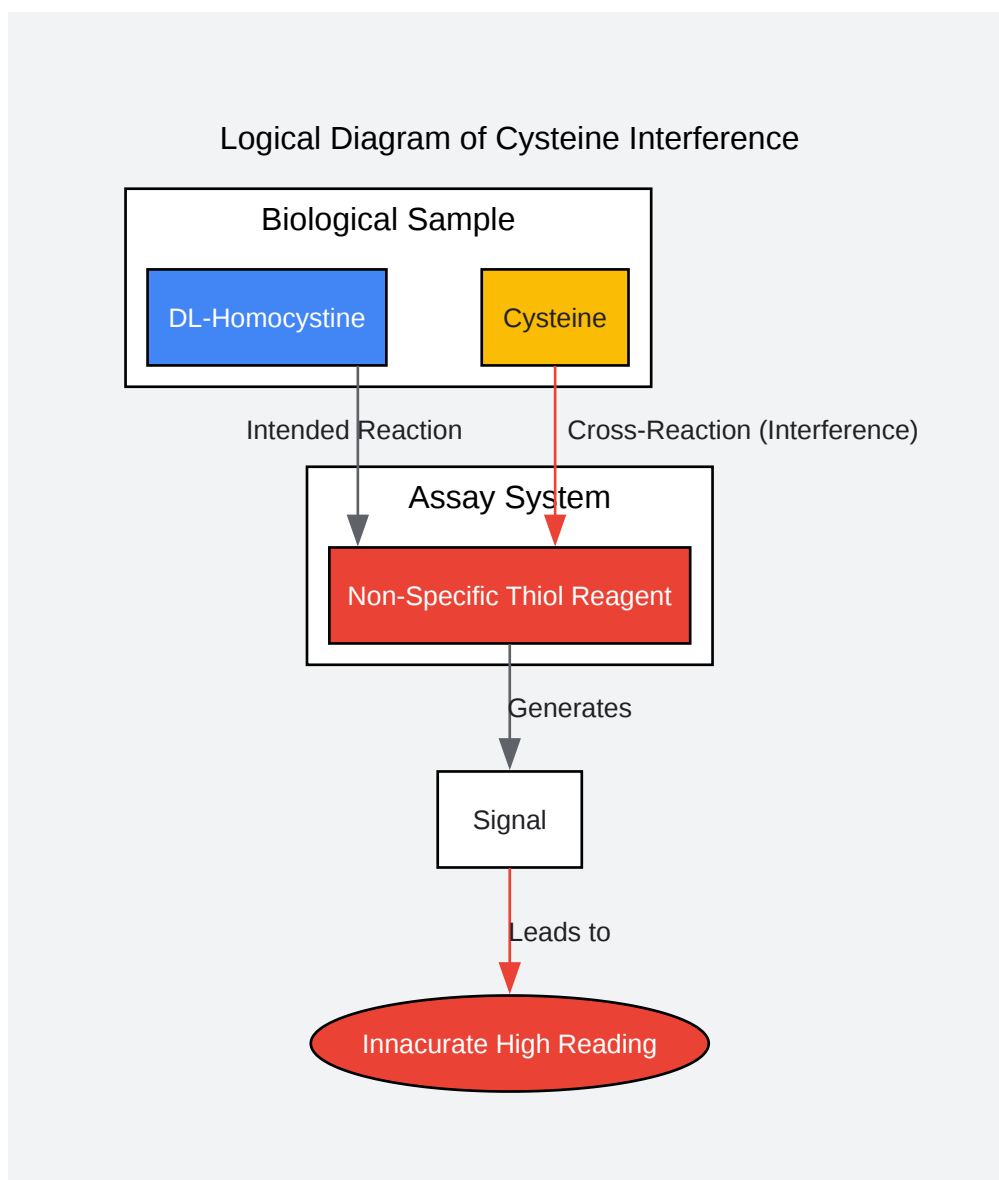 Logical Diagram of Cysteine Interference
Biological Sample
DL-Homocystine
Cysteine
Intended Reaction
Cross-Reaction (Interference)
Assay System
Non-Specific Thiol Reagent
Generates
Signal
Leads to
Innacurate High Reading